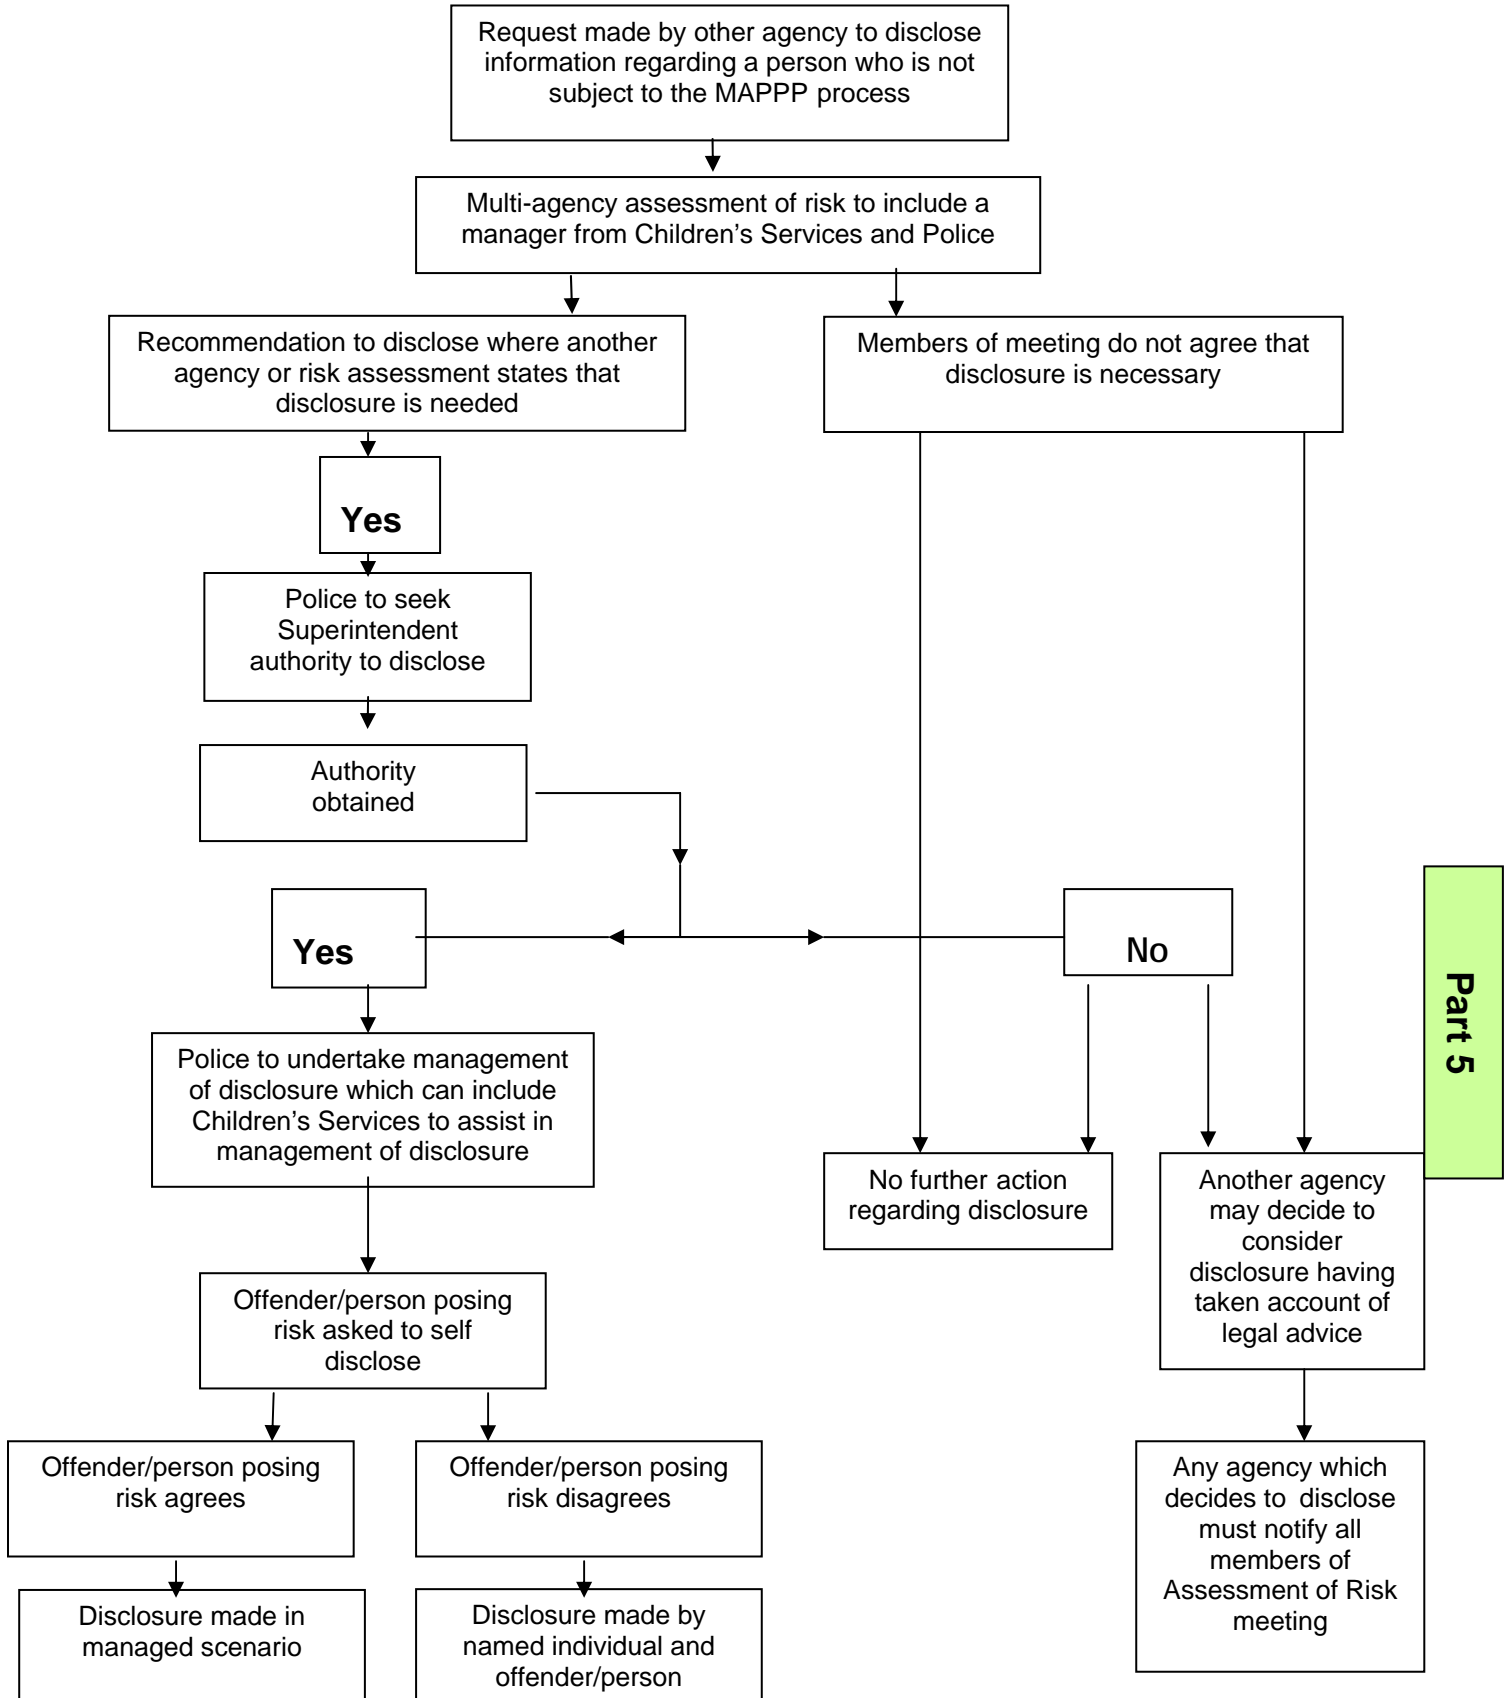 Request made by other agency to disclose
information regarding a person who is not
subject to the MAPPP process
Multi-agency assessment of risk to include a
manager from Children’s Services and Police
Recommendation to disclose where another
agency or risk assessment states that
disclosure is needed
Members of meeting do not agree that
disclosure is necessary
Yes
Police to seek
Superintendent
authority to disclose
Authority
obtained
Yes
No
Part 5
Police to undertake management
of disclosure which can include
Children’s Services to assist in
management of disclosure
No further action
regarding disclosure
Another agency
may decide to
consider
disclosure having
taken account of
legal advice
Offender/person posing
risk asked to self
disclose
Offender/person posing
risk agrees
Offender/person posing
risk disagrees
Any agency which
decides to  disclose
must notify all
members of
Assessment of Risk
meeting
Disclosure made in
managed scenario
Disclosure made by
named individual and
offender/person